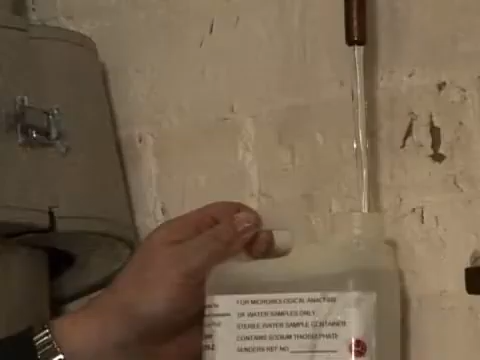 FOR MICROBIOLOGICAL ANALYSIS
OF WATER SAMPLES ONLY
STERILE WATER SAMPLE CONTAINER
CONTAINS SODIUM THIOSULPHATE
SENDERS REF NO.